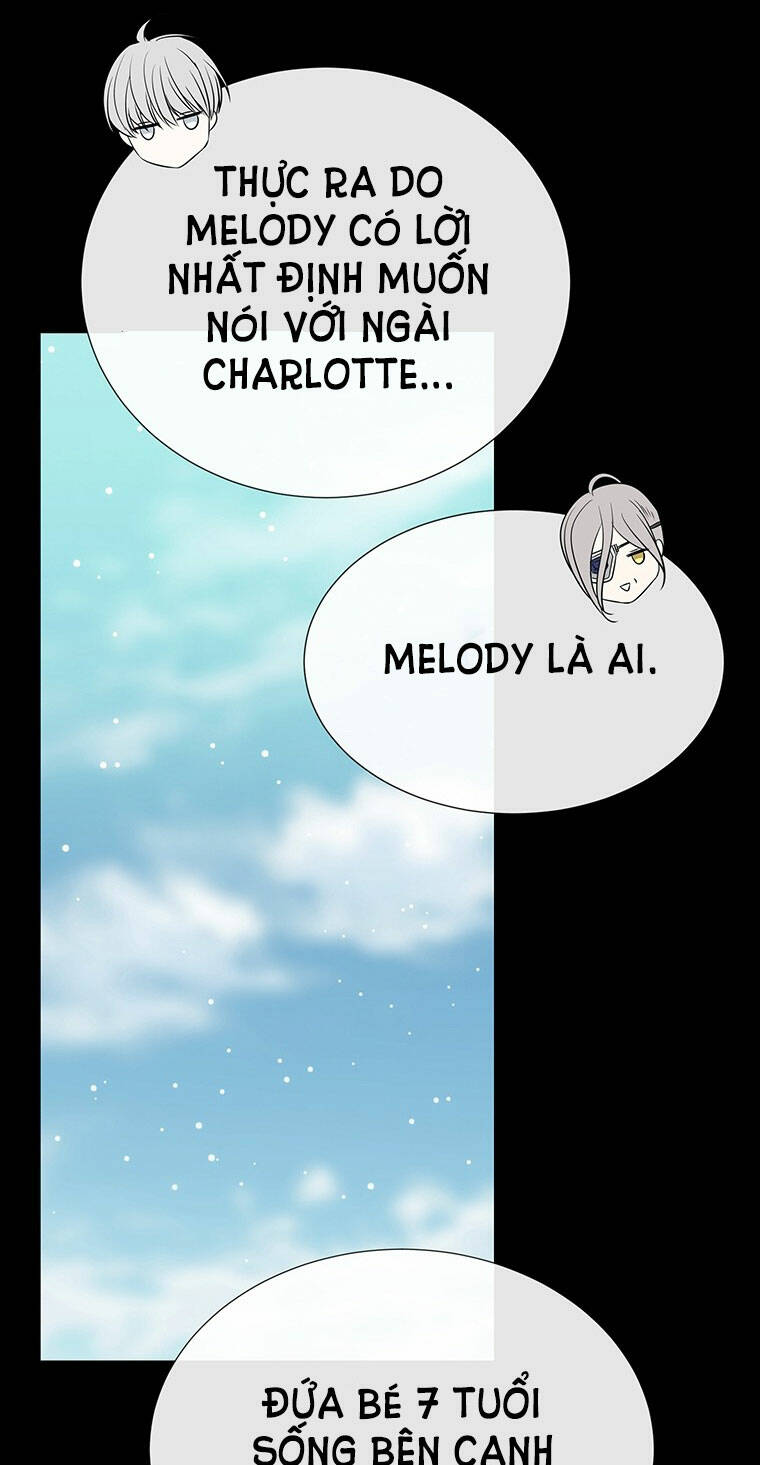 THỰC RA DO
MELODY CÓ LỜI
NHẤT ĐỊNH MUỐN
NÓI VỚI NGÀI
CHARLOTTE...
MELODY LÀ AI.
ĐỨA BÉ 7 TUỔI
SỐNG BÊN CẠNH